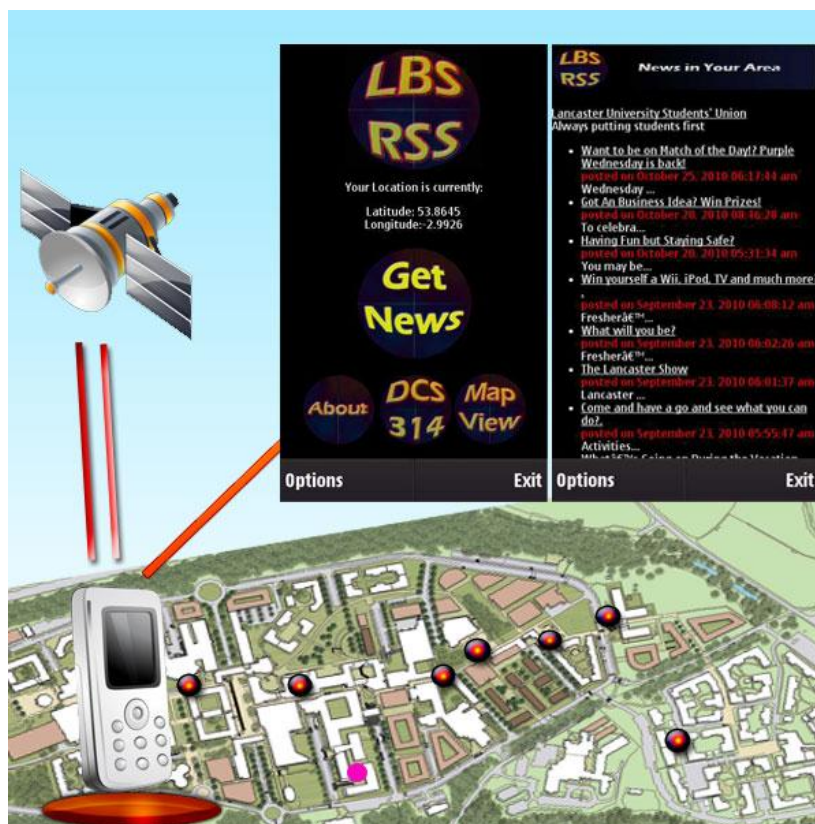 LBS
RSS
Your Location is currently:
Latitude: 53.8645
Longitude:-2.9926
Get
News
About
DCS
314
Map
View
Options
Exit
LBS
RSS
News in Your Area
Lancaster University Students' Union
Always putting students first
Want to be on Match of the Day!? Purple
Wednesday is back!
posted on October 25, 2010 06:17:44 am
Wednesday ...
Got An Business Idea? Win Prizes!
posted on October 20, 2010 08:46:28 am
To celebra...
Having Fun but Staying Safe?
posted on October 20, 2010 05:31:34 am
You may be...
Win yourself a Wii, iPod, TV and much more!
.
posted on September 23, 2010 06:08:12 am
Fresherâ€™...
What will you be?
posted on September 23, 2010 06:02:26 am
Fresherâ€™...
The Lancaster Show
posted on September 23, 2010 06:01:37 am
Lancaster ...
Come and have a go and see what you can
do?.
posted on September 23, 2010 05:55:47 am
Activities...
Whatâ€™s Going on During the Vacation
Options
Exit